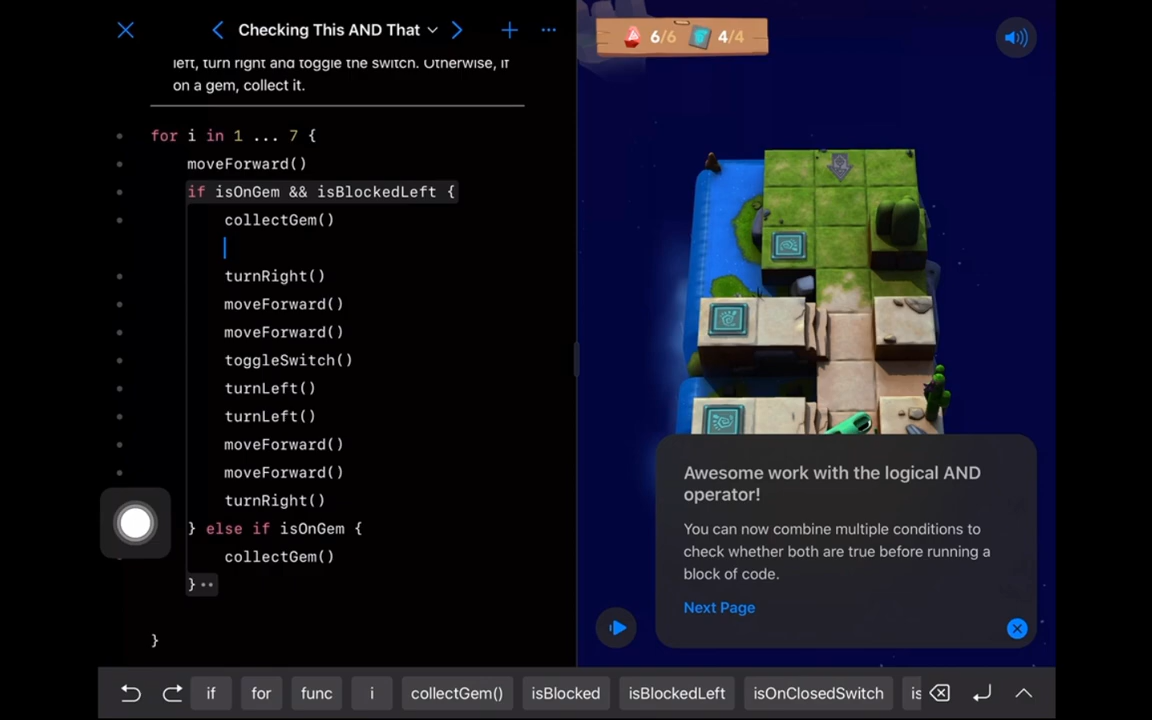 Checking This AND That
left, turn right and toggle the switch. Otherwise, if
on a gem, collect it.
for i in 1 ... 7 {
moveForward()
if isOnGem && isBlockedLeft {
collectGem()
turnRight()
moveForward()
moveForward()
toggleSwitch()
turnLeft()
turnLeft()
moveForward()
moveForward()
turnRight()
} else if isOnGem {
collectGem()
}
}
6/6 4/4
Awesome work with the logical AND
operator!
You can now combine multiple conditions to
check whether both are true before running a
block of code.
Next Page
if for func i collectGem() isBlocked isBlockedLeft isOnClosedSwitch is